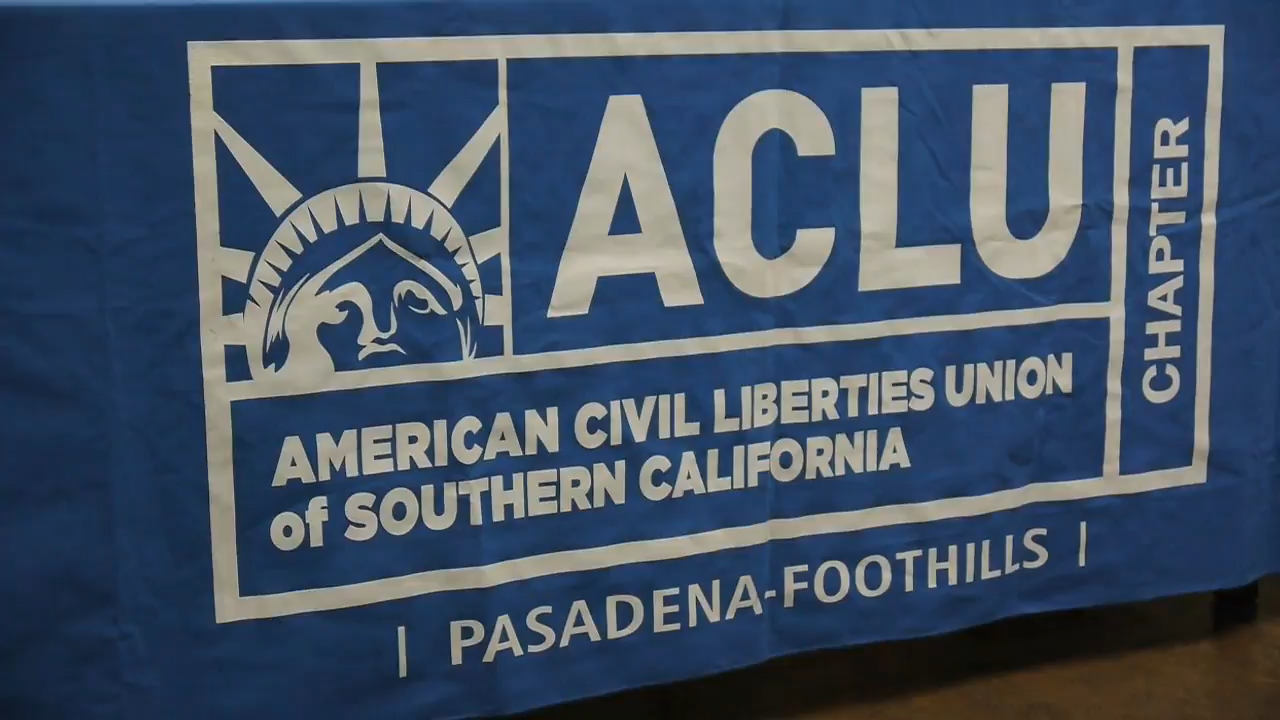 ACLU
CHAPTER
AMERICAN CIVIL LIBERTIES UNION
of SOUTHERN CALIFORNIA
| PASADENA-FOOTHILLS |